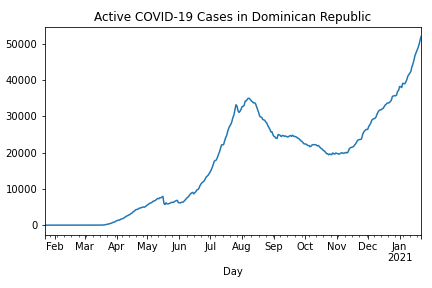 Active COVID-19 Cases in Dominican Republic
50000
40000
30000
20000
10000
0
Feb Mar Apr May Jun Jul Aug Sep Oct Nov Dec Jan
2021
Day